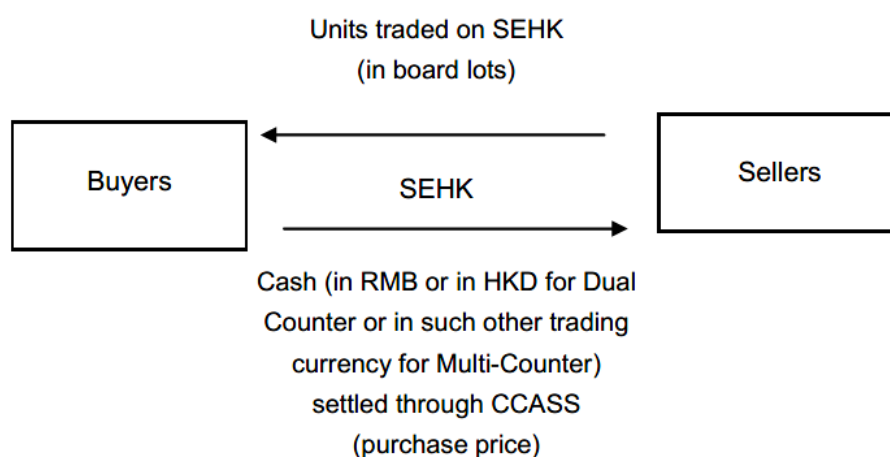 Units traded on SEHK
(in board lots)
Buyers
SEHK
Sellers
Cash (in RMB or in HKD for Dual
Counter or in such other trading
currency for Multi-Counter)
settled through CCASS
(purchase price)